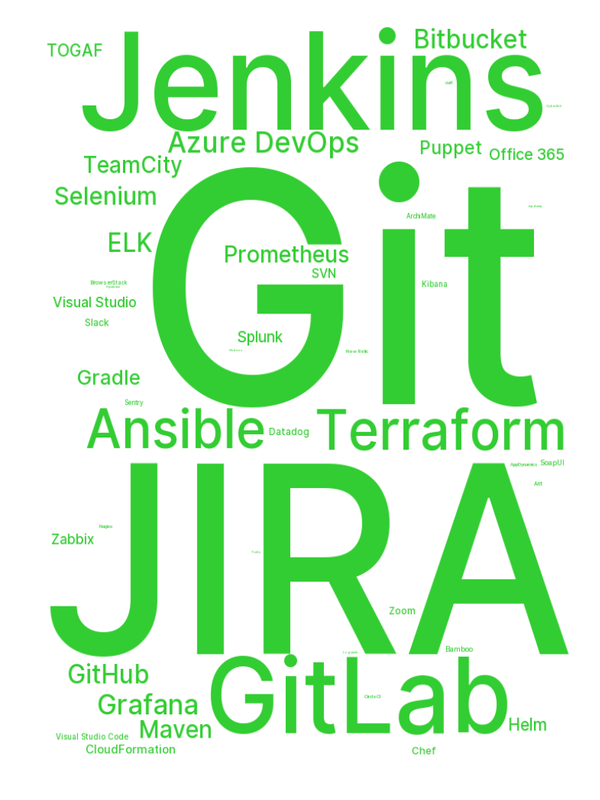 Jenkins
Bitbucket
TOGAF
Azure DevOps
Puppet
Office 365
TeamCity
Selenium
Git
ArchiMate
ELK
Prometheus
SVN
BrowserStack
Kibana
Visual Studio
Slack
Splunk
Gradle
Sentry
Ansible
Datadog
Terraform
JIRA
AppDynamics
SoapUI
Nagios
Zabbix
Zoom
Bamboo
GitLab
GitHub
CircleCI
Grafana
Maven
Helm
Visual Studio Code
CloudFormation
Chef